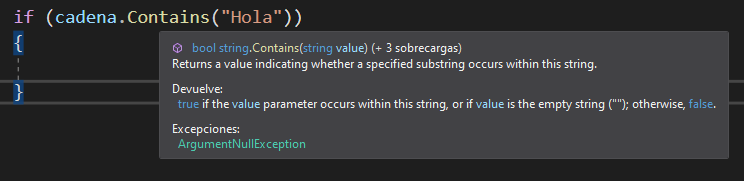 if (cadena.Contains("Hola"))
{
bool string.Contains(string value) (+ 3 sobrecargas)
Returns a value indicating whether a specified substring occurs within this string.
Devuelve:
true if the value parameter occurs within this string, or if value is the empty string (""); otherwise, false.
}
Excepciones:
ArgumentNullException